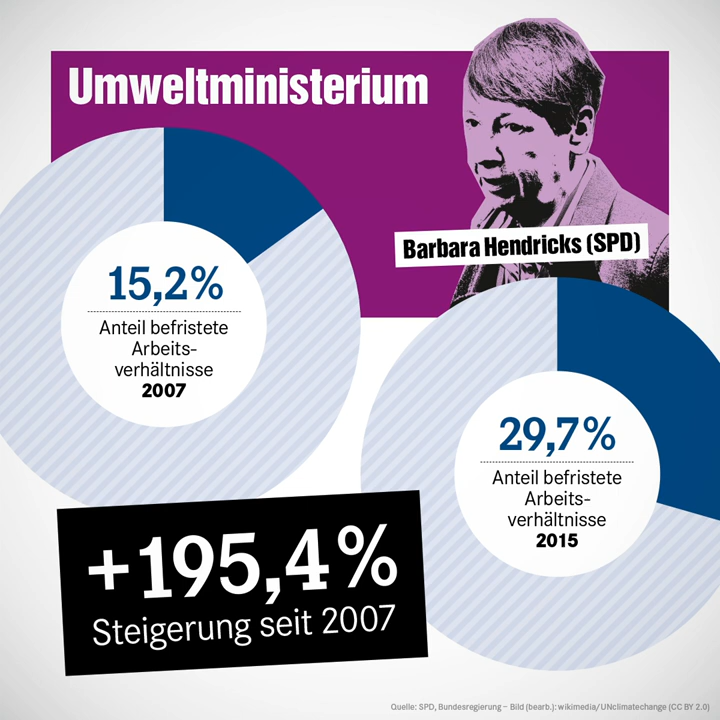 Umweltministerium
Barbara Hendricks (SPD)
15,2%
Anteil befristete
Arbeits-
verhältnisse
2007
29,7%
Anteil befristete
Arbeits-
verhältnisse
2015
+195,4%
Steigerung seit 2007
Quelle: SPD, Bundesregierung – Bild (bearb.): wikimedia/UNclimatechange (CC BY 2.0)